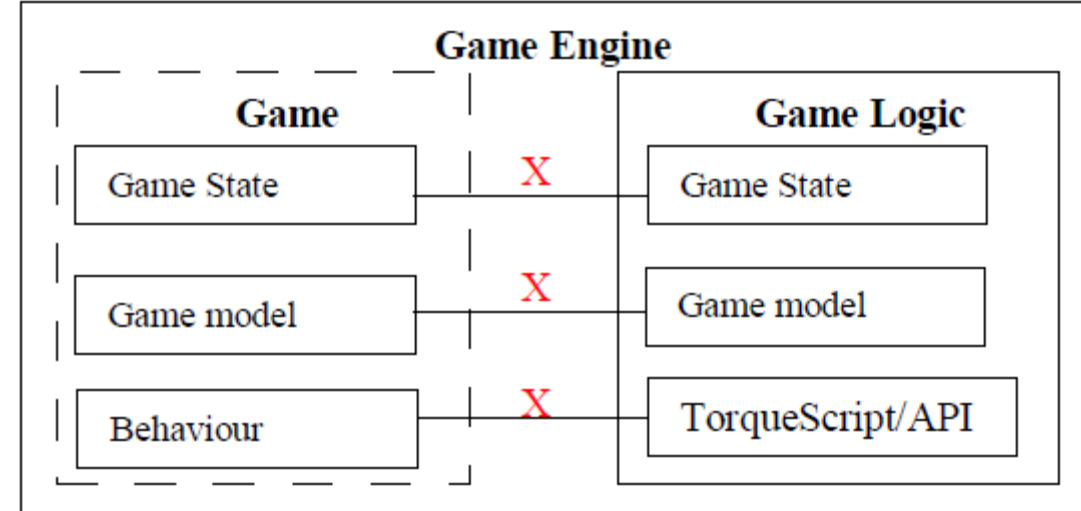 Game Engine
Game
Game Logic
Game State
X
Game State
Game model
X
Game model
Behaviour
X
TorqueScript/API